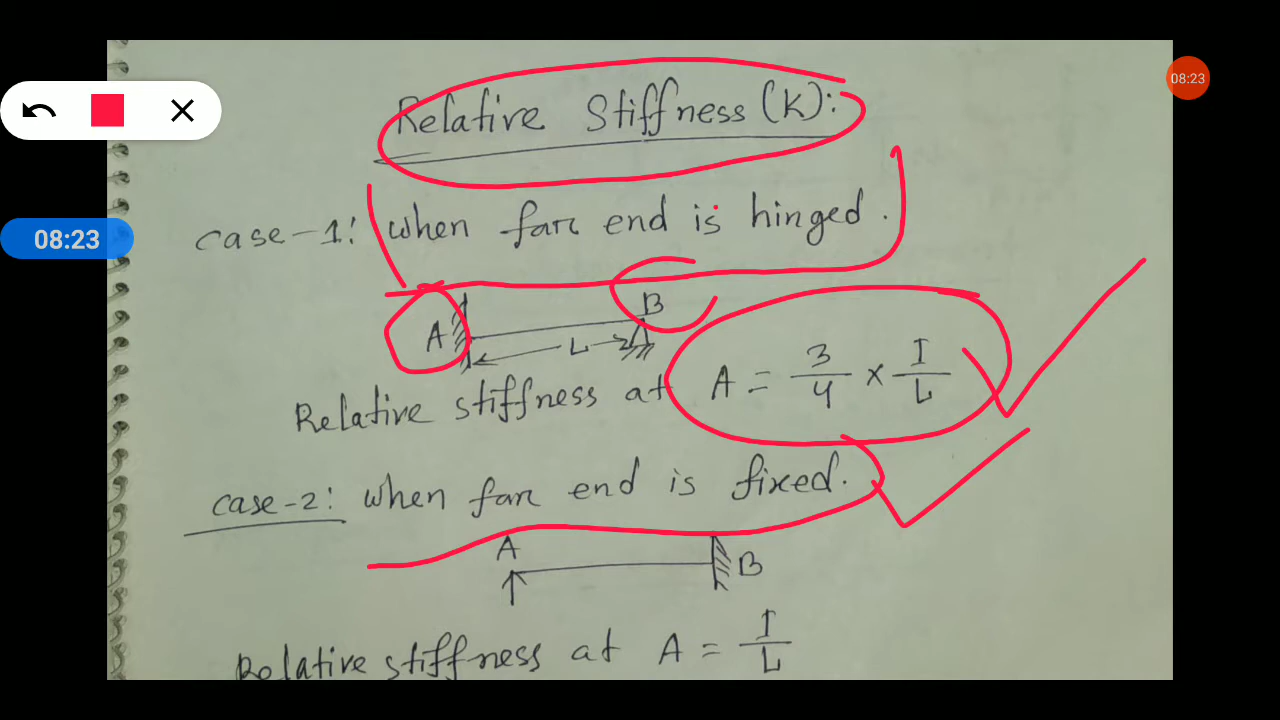 08:23
Relative Stiffness (K):
08:23
case-1: when far end is hinged.
A B
L
Relative stiffness at A = 3/4 × I/L
case-2: when far end is fixed.
A B
Relative stiffness at A = I/L